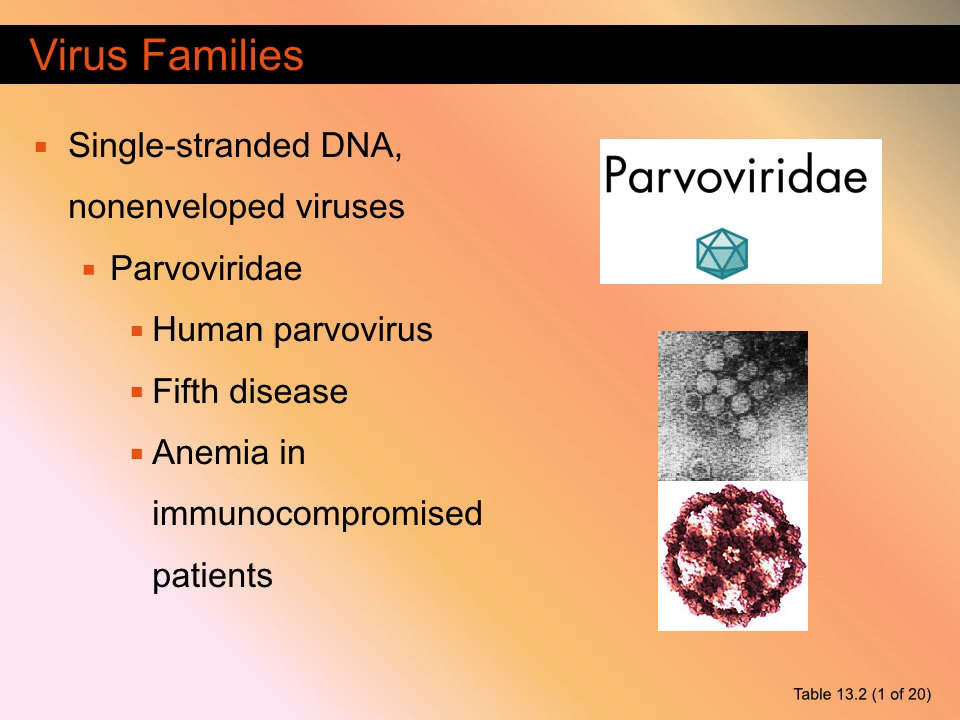 Virus Families
Single-stranded DNA,
nonenveloped viruses
Parvoviridae
Human parvovirus
Fifth disease
Anemia in
immunocompromised
patients
Parvoviridae
Table 13.2 (1 of 20)